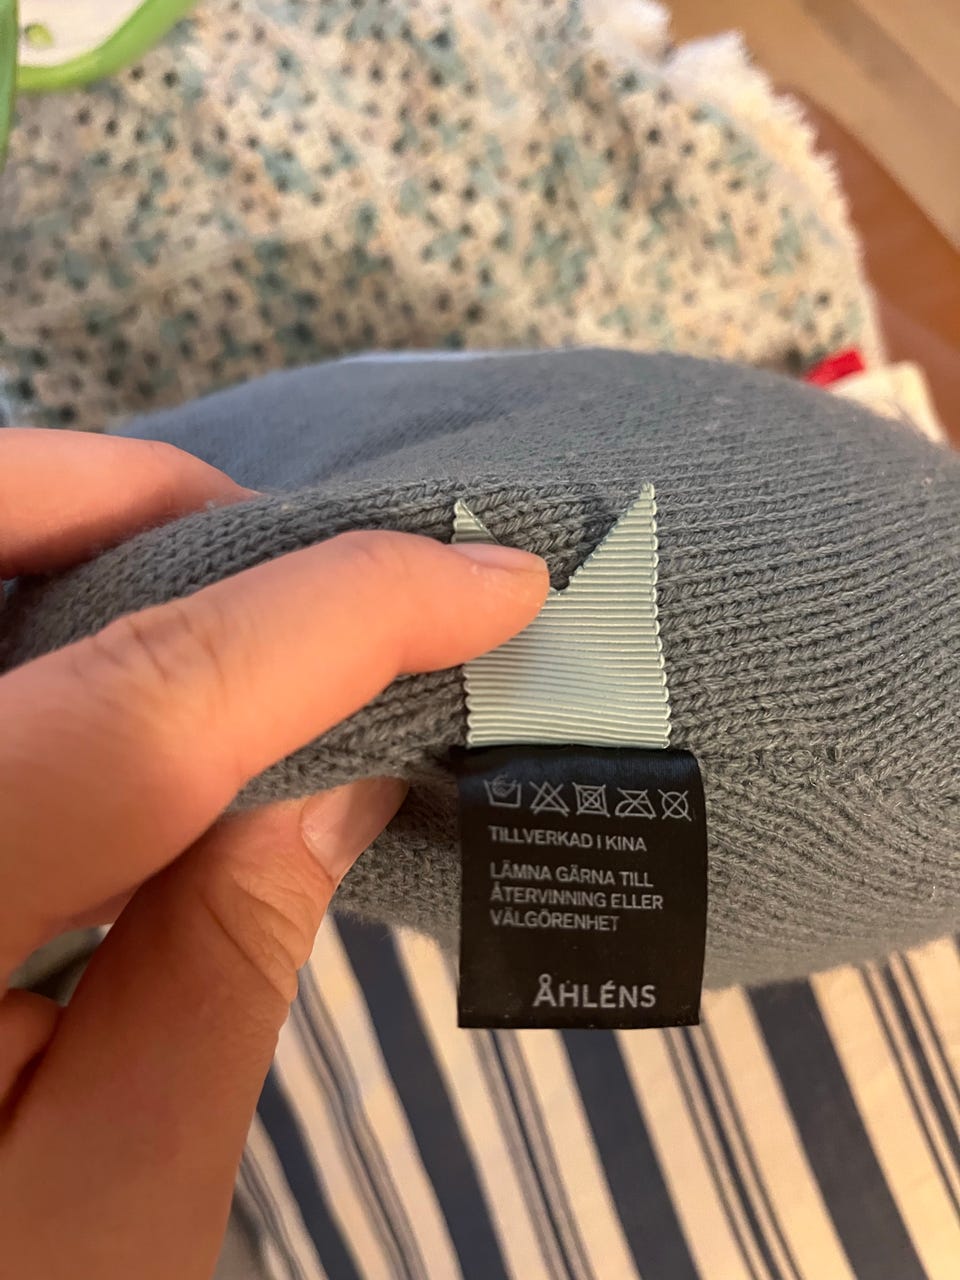 TILLVERKAD I KINA
LÄMNA GÄRNA TILL
ÅTERVINNING ELLER
VÄLGÖRENHET
ÅHLÉNS